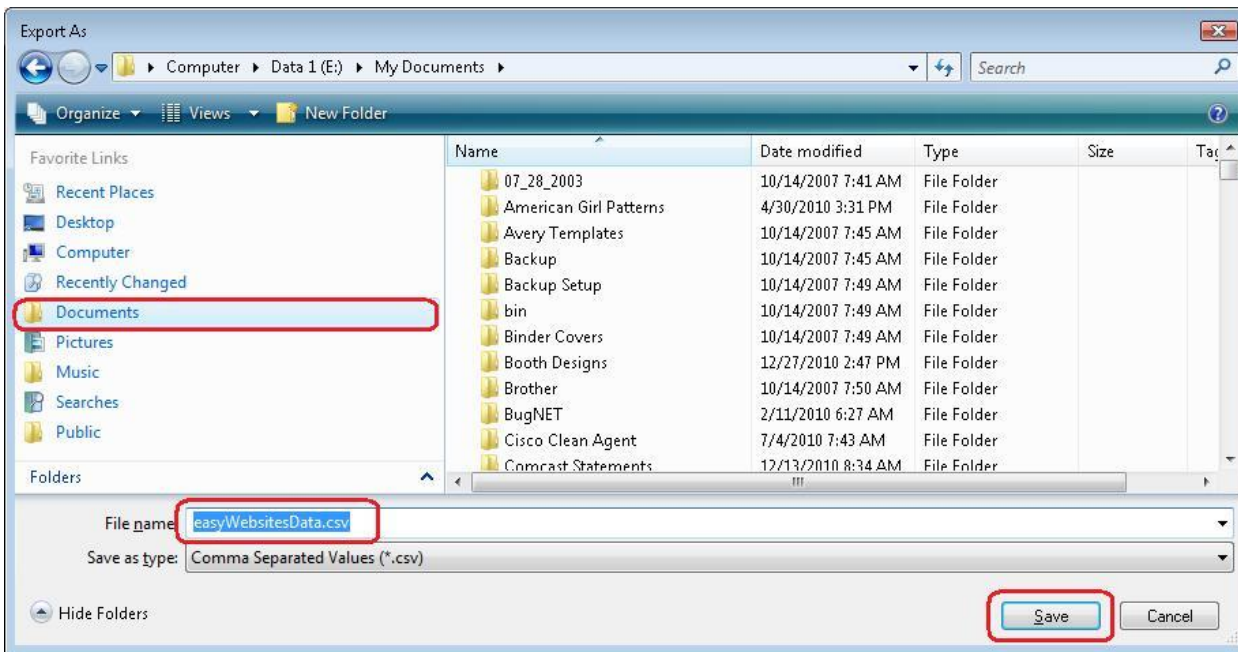 Export As
Computer Data 1 (E:) My Documents Search
Organize Views New Folder
Favorite Links
Recent Places
Desktop
Computer
Recently Changed
Documents
Pictures
Music
Searches
Public
Folders
Name Date modified Type Size Tag
07_28_2003 10/14/2007 7:41 AM File Folder
American Girl Patterns 4/30/2010 3:31 PM File Folder
Avery Templates 10/14/2007 7:45 AM File Folder
Backup 10/14/2007 7:45 AM File Folder
Backup Setup 10/14/2007 7:49 AM File Folder
bin 10/14/2007 7:49 AM File Folder
Binder Covers 10/14/2007 7:49 AM File Folder
Booth Designs 12/27/2010 2:47 PM File Folder
Brother 10/14/2007 7:50 AM File Folder
BugNET 2/11/2010 6:27 AM File Folder
Cisco Clean Agent 7/4/2010 7:43 AM File Folder
Comcast Statements 12/13/2010 8:34 AM File Folder
File name easyWebsitesData.csv
Save as type: Comma Separated Values (*.csv)
Hide Folders Save Cancel